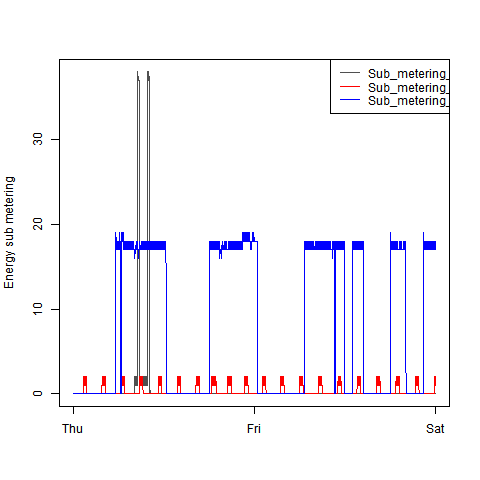 Sub_metering_
Sub_metering_
Sub_metering_
Energy sub metering
30
20
10
0
Thu
Fri
Sat